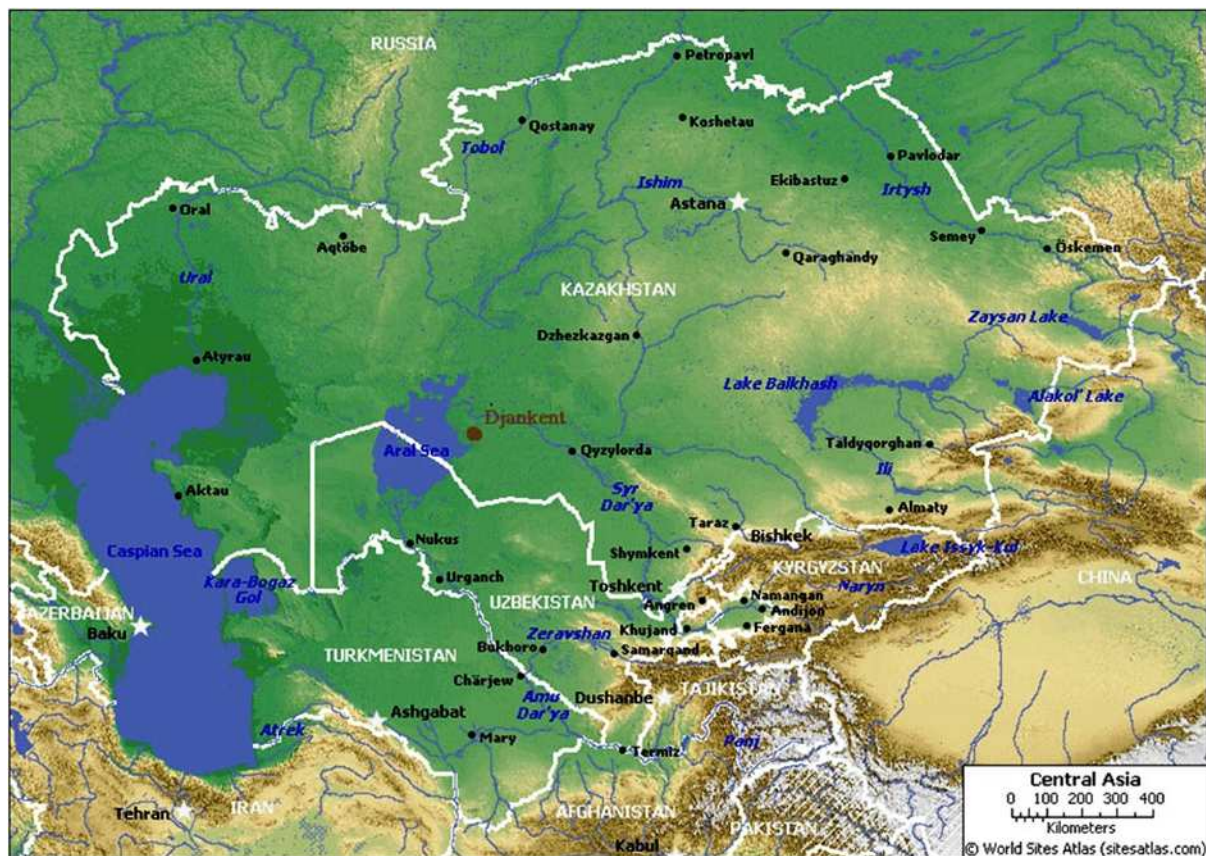 RUSSIA
Petropavl
Qostanay
Koshetau
Tobol
Pavlodar
Ishim
Ekibastuz
Irtysh
Astana
Oral
Aqtöbe
Semey
Öskemen
Qaraghandy
Ural
KAZAKHSTAN
Zaysan Lake
Dzhezkazgan
Atyrau
Lake Balkhash
Alakol' Lake
Djankent
Aral Sea
Qyzylorda
Taldyqorghan
Ili
Aktau
Syr
Dar'ya
Almaty
Taraz
Bishkek
Caspian Sea
Nukus
Shymkent
Lake Issyk-Kul
KYRGYZSTAN
Kara-Bogaz
Gol
Urganch
Toshkent
Naryn
CHINA
UZBEKISTAN
Angren
Namangan
Andijon
AZERBAIJAN
Baku
Zeravshan
Khujand
Fergana
Bukhoro
Samarqand
TURKMENISTAN
Chärjew
Amu
Dar'ya
Dushanbe
TAJIKISTAN
Ashgabat
Atrek
Mary
Termiz
Panj
Tehran
IRAN
AFGHANISTAN
PAKISTAN
Kabul
Central Asia
0 100 200 300 400
Kilometers
© World Sites Atlas (sitesatlas.com)